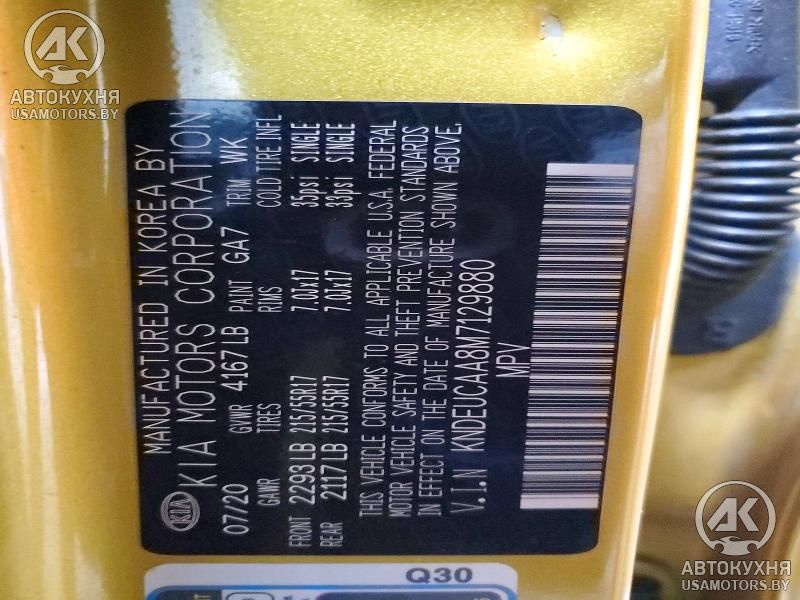 MANUFACTURED IN KOREA BY
KIA KIA MOTORS CORPORATION
07/20 GVWR 4167 LB PAINT GA7 TRIM WK
GAWR TIRES RIMS COLD TIRE INFL
FRONT 2293 LB 215/55R17 7.0Jx17 35psi SINGLE
REAR 2117 LB 215/55R17 7.0Jx17 33psi SINGLE
THIS VEHICLE CONFORMS TO ALL APPLICABLE U.S.A. FEDERAL
MOTOR VEHICLE SAFETY AND THEFT PREVENTION STANDARDS
IN EFFECT ON THE DATE OF MANUFACTURE SHOWN ABOVE.
V.I.N KNDEUCAA8M7129880
MPV
Q30
АК
АВТОКУХНЯ
USAMOTORS.BY
АК
АВТОКУХНЯ
USAMOTORS.BY